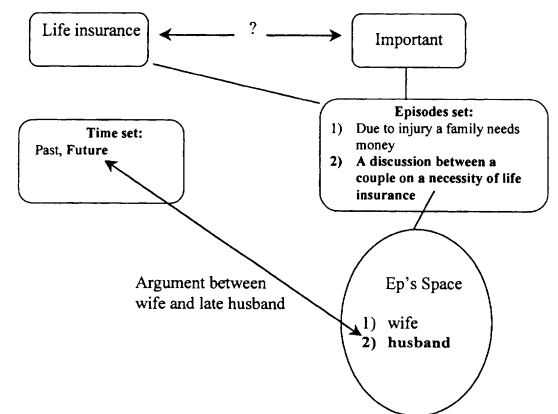 Life insurance
?
Important
Time set:
Past, Future
Episodes set:
1) Due to injury a family needs
money
2) A discussion between a
couple on a necessity of life
insurance
Argument between
wife and late husband
Ep's Space
1) wife
2) husband